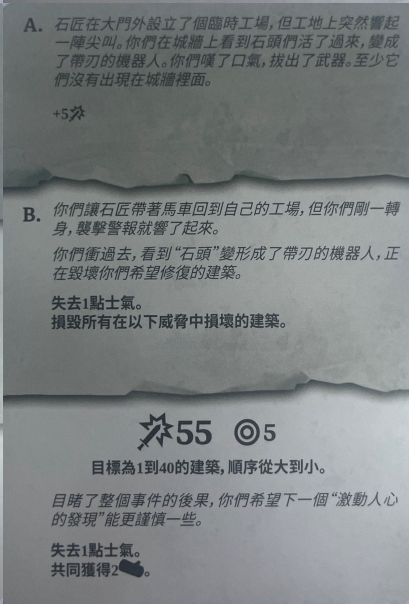 A. 石匠在大門外設立了個臨時工場,但工地上突然響起
一陣尖叫。你們在城牆上看到石頭們活了過來,變成
了帶刃的機器人。你們嘆了口氣,拔出了武器。至少它
們沒有出現在城牆裡面。
+5
B. 你們讓石匠帶著馬車回到自己的工場,但你們剛一轉
身,襲擊警報就響了起來。
你們衝過去,看到“石頭”變形成了帶刃的機器人,正
在毀壞你們希望修復的建築。
失去1點士氣。
損毀所有在以下威脅中損壞的建築。
55 5
目標為1到40的建築,順序從大到小。
目睹了整個事件的後果,你們希望下一個“激動人心
的發現”能更謹慎一些。
失去1點士氣。
共同獲得2。